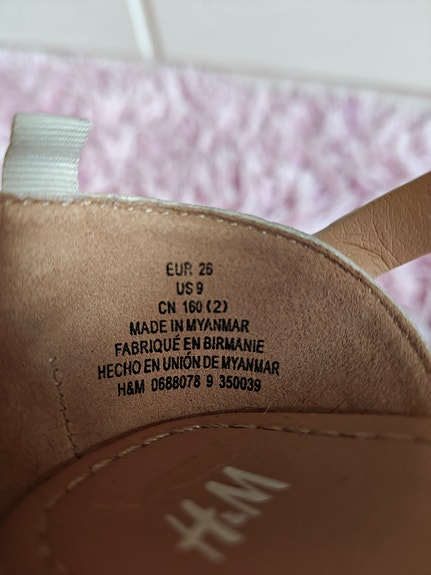 EUR 26
US 9
CN 160 (2)
MADE IN MYANMAR
FABRIQUÉ EN BIRMANIE
HECHO EN UNIÓN DE MYANMAR
H&M 0688078 9 350039
H&M